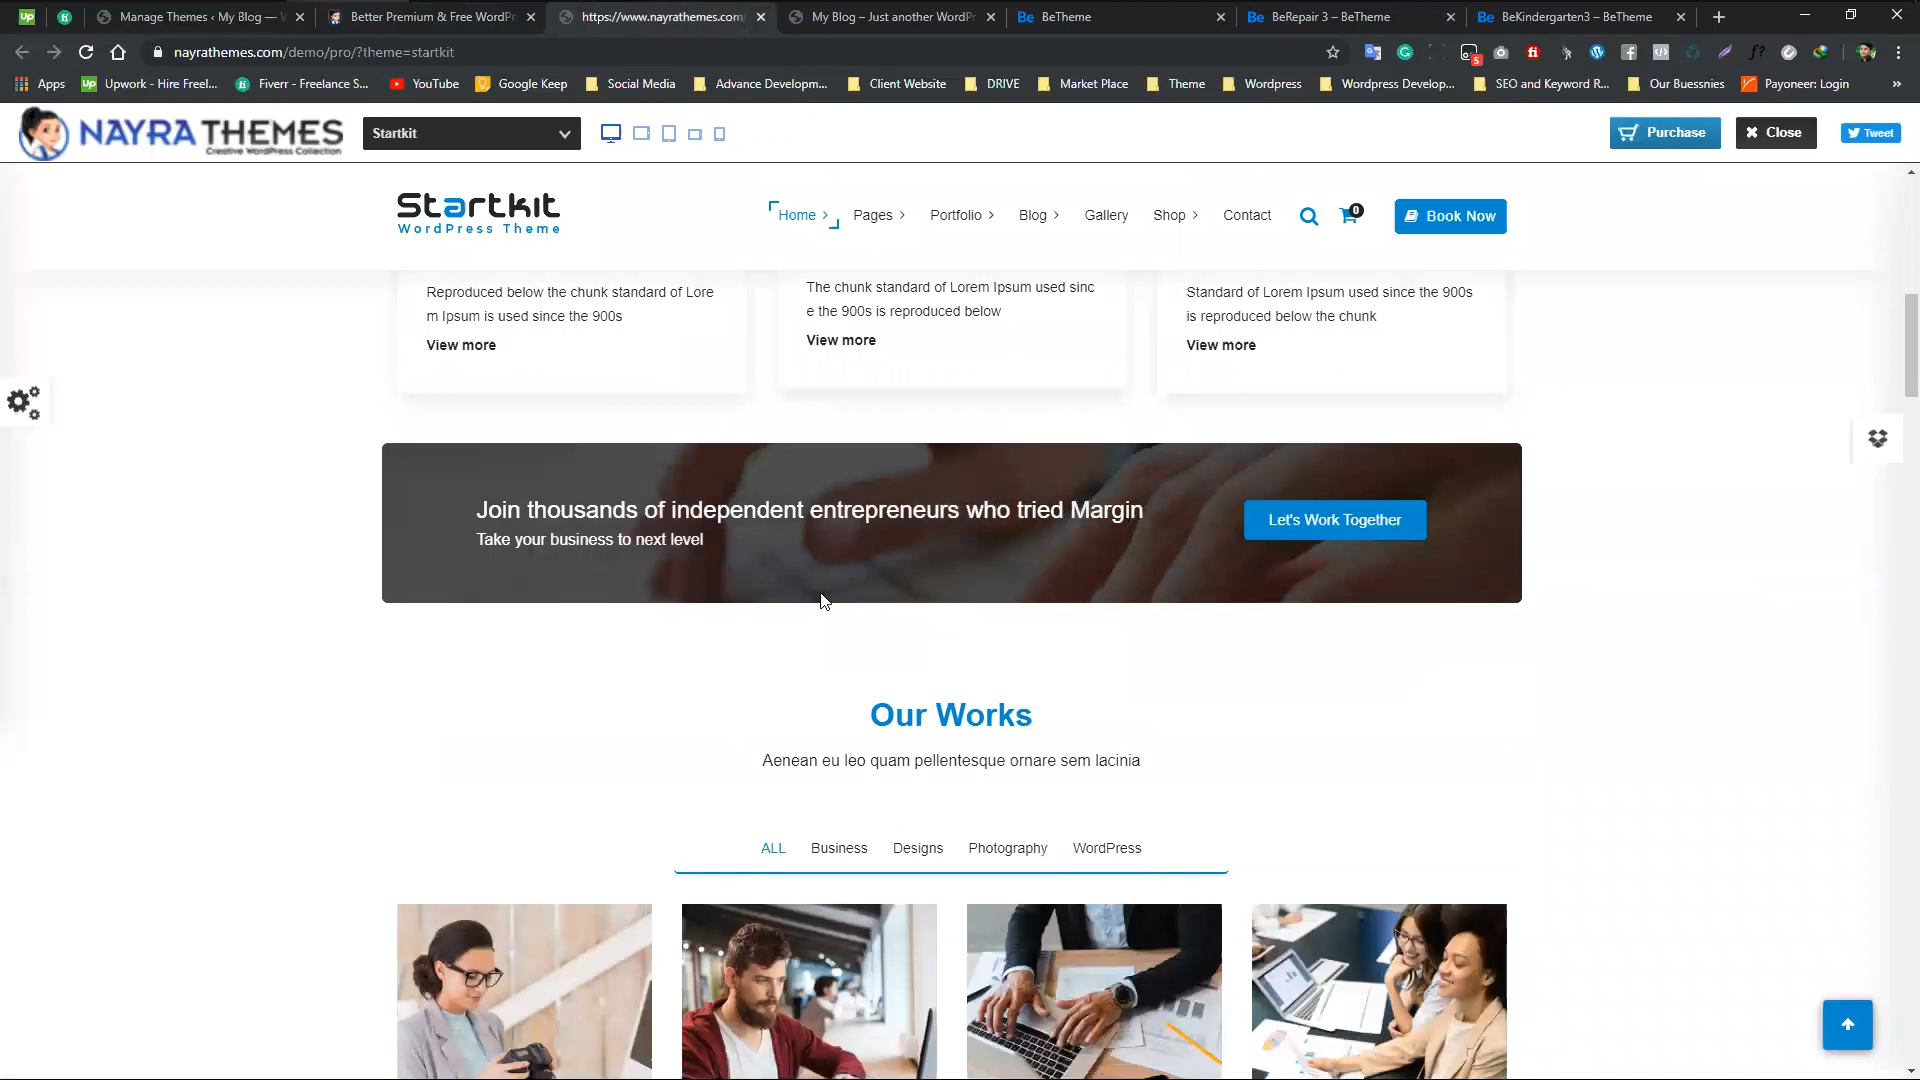 Manage Themes ‹ My Blog — W
Better Premium & Free WordPr
https://www.nayrathemes.com/
My Blog – Just another WordPr
Be BeTheme
Be BeRepair 3 – BeTheme
Be BeKindergarten3 – BeTheme
nayrathemes.com/demo/pro/?theme=startkit
Apps
Upwork - Hire Freel...
Fiverr - Freelance S...
YouTube
Google Keep
Social Media
Advance Developm...
Client Website
DRIVE
Market Place
Theme
Wordpress
Wordpress Develop...
SEO and Keyword R...
Our Buessnies
Payoneer: Login
NAYRA THEMES
Creative WordPress Collection
Startkit
Purchase
Close
Tweet
Startkit
WordPress Theme
Home
Pages
Portfolio
Blog
Gallery
Shop
Contact
0
Book Now
Reproduced below the chunk standard of Lore
m Ipsum is used since the 900s
View more
The chunk standard of Lorem Ipsum used sinc
e the 900s is reproduced below
View more
Standard of Lorem Ipsum used since the 900s
is reproduced below the chunk
View more
Join thousands of independent entrepreneurs who tried Margin
Take your business to next level
Let's Work Together
Our Works
Aenean eu leo quam pellentesque ornare sem lacinia
ALL
Business
Designs
Photography
WordPress